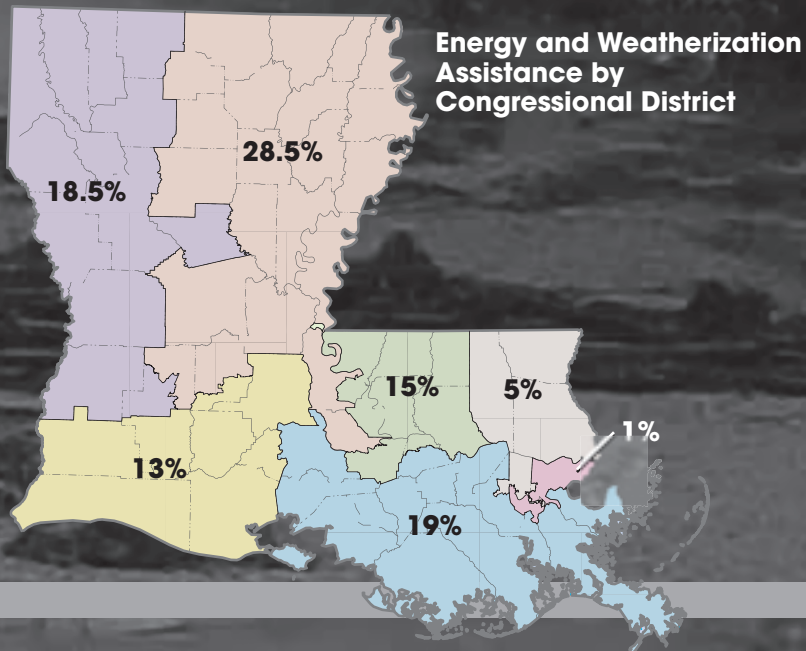 Energy and Weatherization
Assistance by
Congressional District
28.5%
18.5%
15%
5%
1%
13%
19%